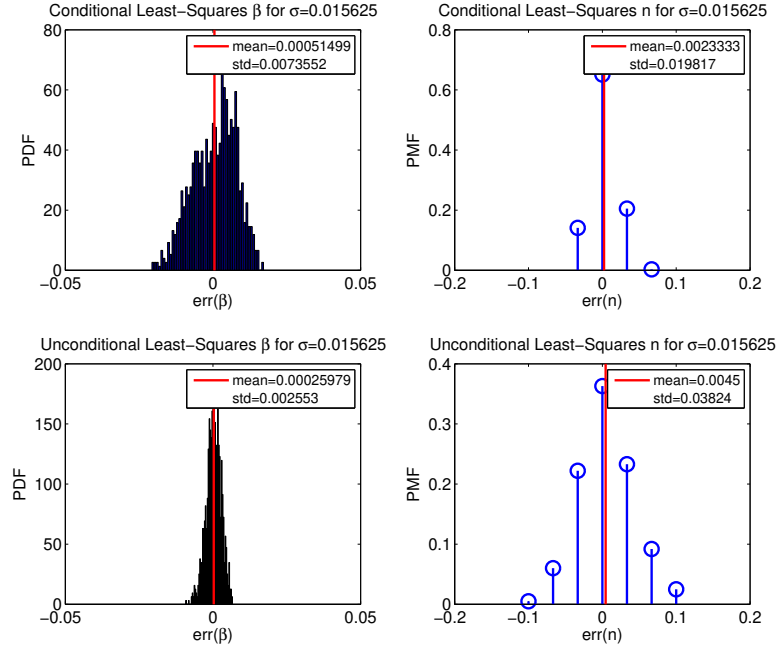 Conditional Least−Squares β for σ=0.015625
mean=0.00051499
std=0.0073552
80
60
40
20
0
PDF
−0.05
0
0.05
err(β)
Conditional Least−Squares n for σ=0.015625
mean=0.0023333
std=0.019817
0.8
0.6
0.4
0.2
0
PMF
−0.2
−0.1
0
0.1
0.2
err(n)
Unconditional Least−Squares β for σ=0.015625
mean=0.00025979
std=0.002553
200
150
100
50
0
PDF
−0.05
0
0.05
err(β)
Unconditional Least−Squares n for σ=0.015625
mean=0.0045
std=0.03824
0.4
0.3
0.2
0.1
0
PMF
−0.2
−0.1
0
0.1
0.2
err(n)